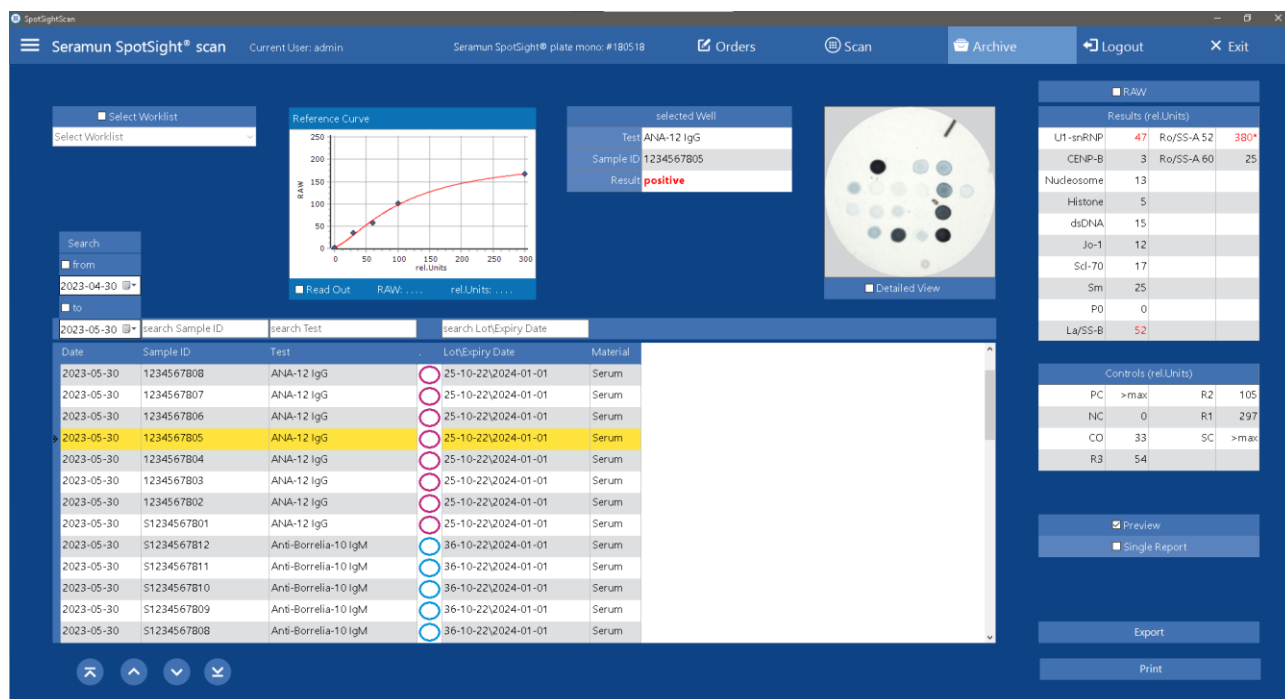 SpotSightScan
Seramun SpotSight® scan Current User: admin Seramun SpotSight® plate mono: #180518 Orders Scan Archive Logout Exit
RAW
Select Worklist
Select Worklist
Reference Curve
RAW
250
200
150
100
50
0
0 50 100 150 200 250 300
rel.Units
Read Out RAW: .... rel.Units: ....
selected Well
Test ANA-12 IgG
Sample ID 1234567805
Result positive
Detailed View
Results (rel.Units)
U1-snRNP 47 Ro/SS-A 52 380*
CENP-B 3 Ro/SS-A 60 25
Nucleosome 13
Histone 5
dsDNA 15
Jo-1 12
Scl-70 17
Sm 25
P0 0
La/SS-B 52
Search
from
2023-04-30
to
2023-05-30 search Sample ID search Test search Lot\Expiry Date
Date Sample ID Test . Lot\Expiry Date Material
2023-05-30 1234567808 ANA-12 IgG 25-10-22\2024-01-01 Serum
2023-05-30 1234567807 ANA-12 IgG 25-10-22\2024-01-01 Serum
2023-05-30 1234567806 ANA-12 IgG 25-10-22\2024-01-01 Serum
2023-05-30 1234567805 ANA-12 IgG 25-10-22\2024-01-01 Serum
2023-05-30 1234567804 ANA-12 IgG 25-10-22\2024-01-01 Serum
2023-05-30 1234567803 ANA-12 IgG 25-10-22\2024-01-01 Serum
2023-05-30 1234567802 ANA-12 IgG 25-10-22\2024-01-01 Serum
2023-05-30 S1234567801 ANA-12 IgG 25-10-22\2024-01-01 Serum
2023-05-30 S1234567812 Anti-Borrelia-10 IgM 36-10-22\2024-01-01 Serum
2023-05-30 S1234567811 Anti-Borrelia-10 IgM 36-10-22\2024-01-01 Serum
2023-05-30 S1234567810 Anti-Borrelia-10 IgM 36-10-22\2024-01-01 Serum
2023-05-30 S1234567809 Anti-Borrelia-10 IgM 36-10-22\2024-01-01 Serum
2023-05-30 S1234567808 Anti-Borrelia-10 IgM 36-10-22\2024-01-01 Serum
Controls (rel.Units)
PC >max R2 105
NC 0 R1 297
CO 33 SC >max
R3 54
Preview
Single Report
Export
Print